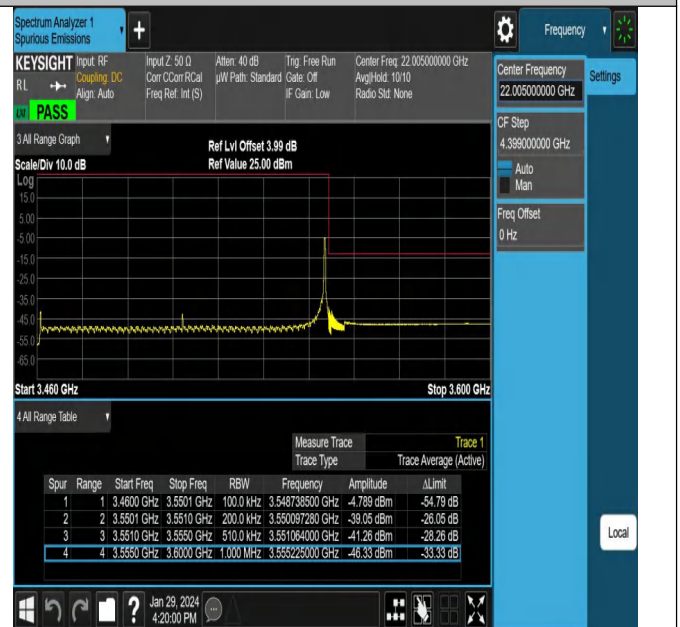 Spectrum Analyzer 1
Spurious Emissions
+
Frequency
KEYSIGHT Input: RF Input Z: 50 Ω Atten: 40 dB Trig: Free Run Center Freq: 22.005000000 GHz
RL Coupling: DC Corr CCorr RCal µW Path: Standard Gate: Off Avg|Hold: 10/10
Align: Auto Freq Ref: Int (S) IF Gain: Low Radio Std: None
PASS
Center Frequency
22.005000000 GHz
Settings
CF Step
4.399000000 GHz
Auto
Man
Freq Offset
0 Hz
3 All Range Graph
Ref Lvl Offset 3.99 dB
Scale/Div 10.0 dB Ref Value 25.00 dBm
Log
15.0
5.00
-5.00
-15.0
-25.0
-35.0
-45.0
-55.0
-65.0
Start 3.460 GHz Stop 3.600 GHz
4 All Range Table
Measure Trace Trace 1
Trace Type Trace Average (Active)
Spur Range Start Freq Stop Freq RBW Frequency Amplitude ΔLimit
1 1 3.4600 GHz 3.5501 GHz 100.0 kHz 3.548738500 GHz -4.789 dBm -54.79 dB
2 2 3.5501 GHz 3.5510 GHz 200.0 kHz 3.550097280 GHz -39.05 dBm -26.05 dB
3 3 3.5510 GHz 3.5550 GHz 510.0 kHz 3.551064000 GHz -41.26 dBm -28.26 dB
4 4 3.5550 GHz 3.6000 GHz 1.000 MHz 3.555225000 GHz -46.33 dBm -33.33 dB
Local
? Jan 29, 2024
4:20:00 PM